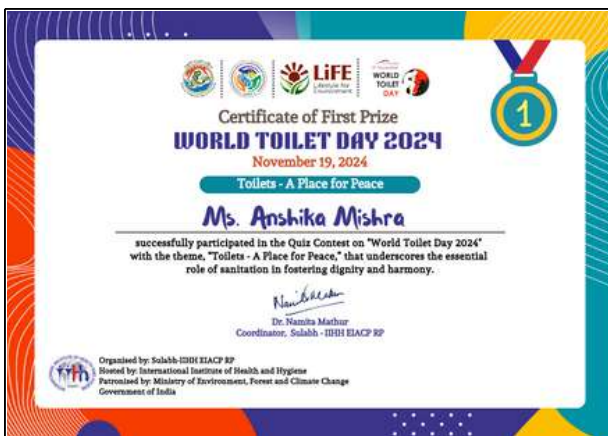 LiFE
Lifestyle for
Environment
WORLD
TOILET
DAY
1
Certificate of First Prize
WORLD TOILET DAY 2024
November 19, 2024
Toilets - A Place for Peace
Ms. Anshika Mishra
successfully participated in the Quiz Contest on "World Toilet Day 2024"
with the theme, "Toilets - A Place for Peace," that underscores the essential
role of sanitation in fostering dignity and harmony.
Dr. Namita Mathur
Coordinator, Sulabh - IIHH EIACP RP
Organised by: Sulabh-IIHH EIACP RP
Hosted by: International Institute of Health and Hygiene
Patronised by: Ministry of Environment, Forest and Climate Change
Government of India